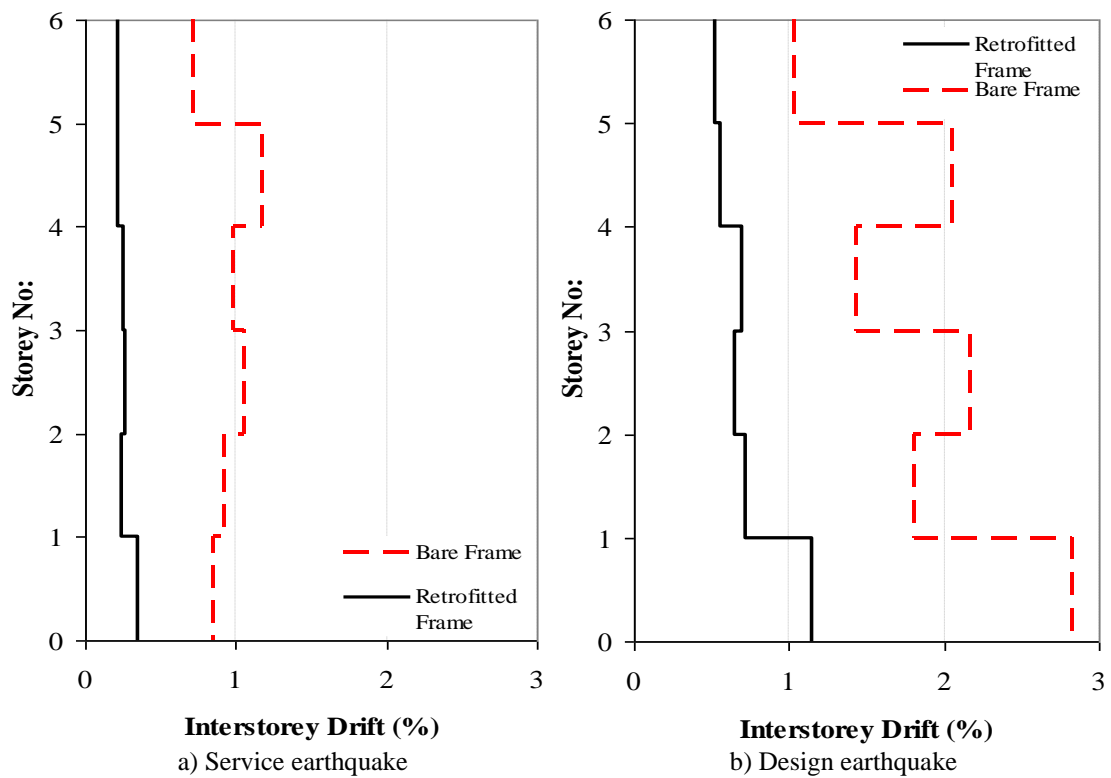 6
5
4
3
2
1
0
Storey No:
Bare Frame
Retrofitted
Frame
0 1 2 3
Interstorey Drift (%)
a) Service earthquake
6
5
4
3
2
1
0
Storey No:
Retrofitted
Frame
Bare Frame
0 1 2 3
Interstorey Drift (%)
b) Design earthquake